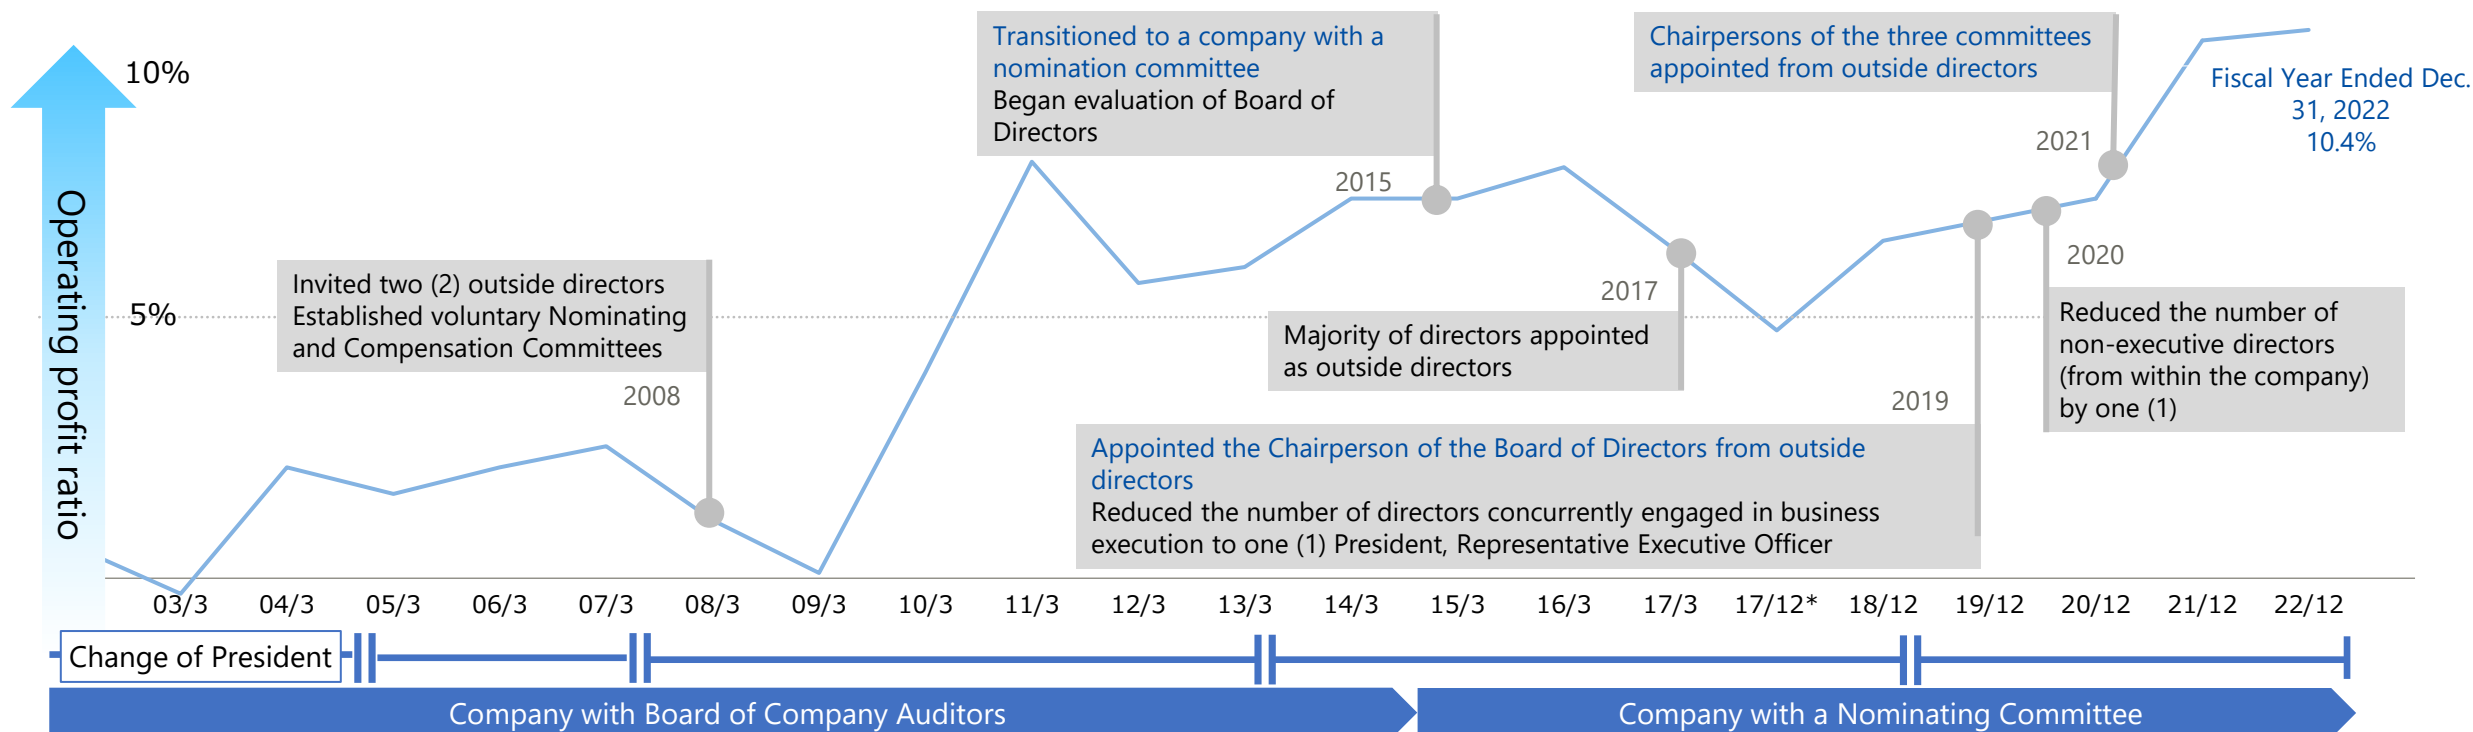 10%
5%
Operating profit ratio
Invited two (2) outside directors
Established voluntary Nominating
and Compensation Committees
2008
Transitioned to a company with a
nomination committee
Began evaluation of Board of
Directors
2015
Majority of directors appointed
as outside directors
2017
Appointed the Chairperson of the Board of Directors from outside
directors
Reduced the number of directors concurrently engaged in business
execution to one (1) President, Representative Executive Officer
2019
2020
Reduced the number of
non-executive directors
(from within the company)
by one (1)
Chairpersons of the three committees
appointed from outside directors
2021
Fiscal Year Ended Dec.
31, 2022
10.4%
03/3 04/3 05/3 06/3 07/3 08/3 09/3 10/3 11/3 12/3 13/3 14/3 15/3 16/3 17/3 17/12* 18/12 19/12 20/12 21/12 22/12
Change of President
Company with Board of Company Auditors
Company with a Nominating Committee